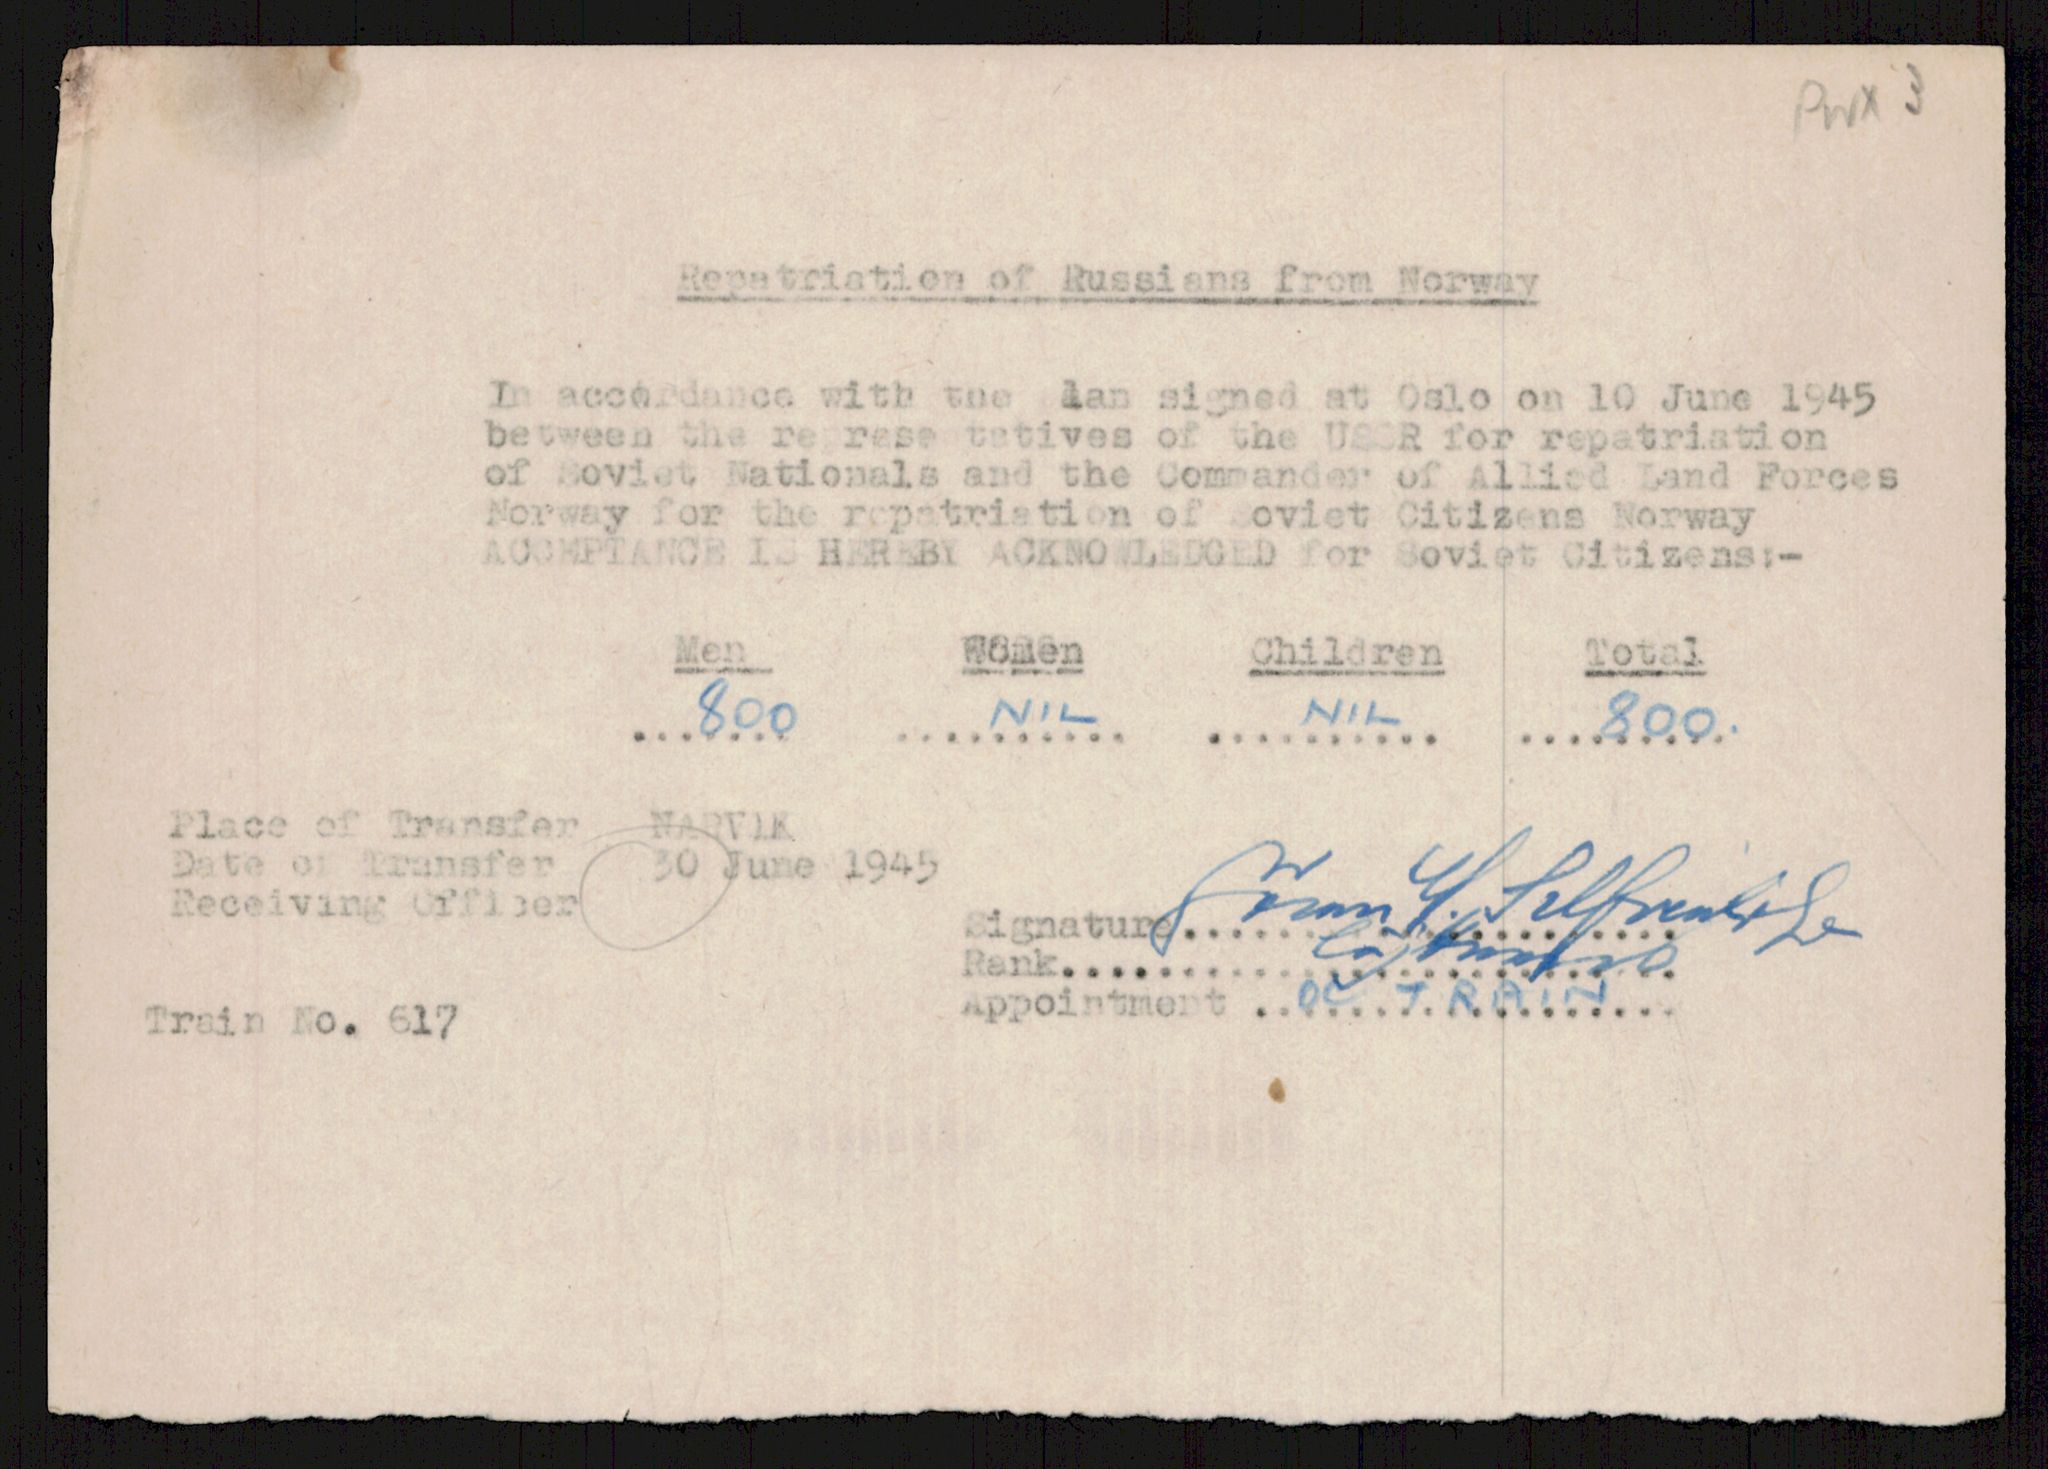 PWX 3
Repatriation of Russians from Norway
In accordance with the lan signed at Oslo on 10 June 1945
between the representatives of the USSR for repatriation
of Soviet Nationals and the Commander of Allied Land Forces
Norway for the repatriation of Soviet Citizens Norway
ACCEPTANCE IS HEREBY ACKNOWLEDGED for Soviet Citizens:-
Men Women Children Total
800 NIL NIL 800.
Place of Transfer NARVIK
Date of Transfer 30 June 1945
Receiving Officer
Signature
Rank
Appointment OC TRAIN
Train No. 617